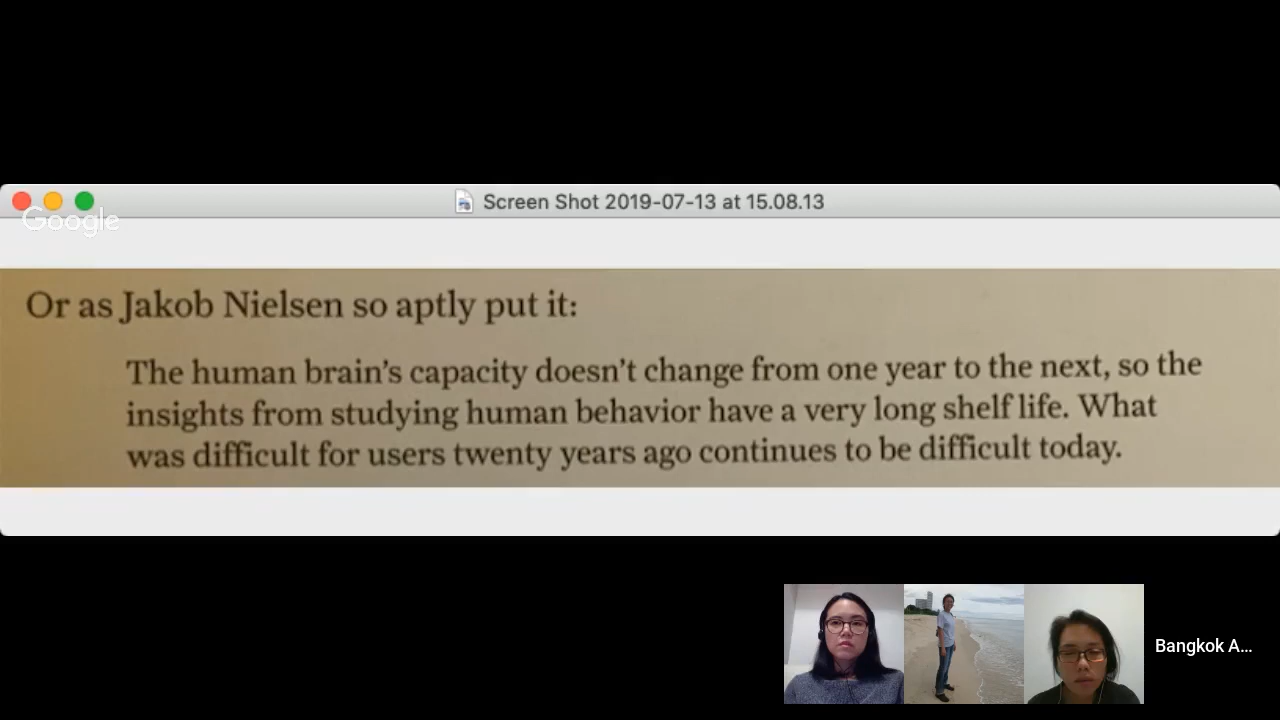 Screen Shot 2019-07-13 at 15.08.13
Google
Or as Jakob Nielsen so aptly put it:
The human brain's capacity doesn't change from one year to the next, so the
insights from studying human behavior have a very long shelf life. What
was difficult for users twenty years ago continues to be difficult today.
Bangkok A...